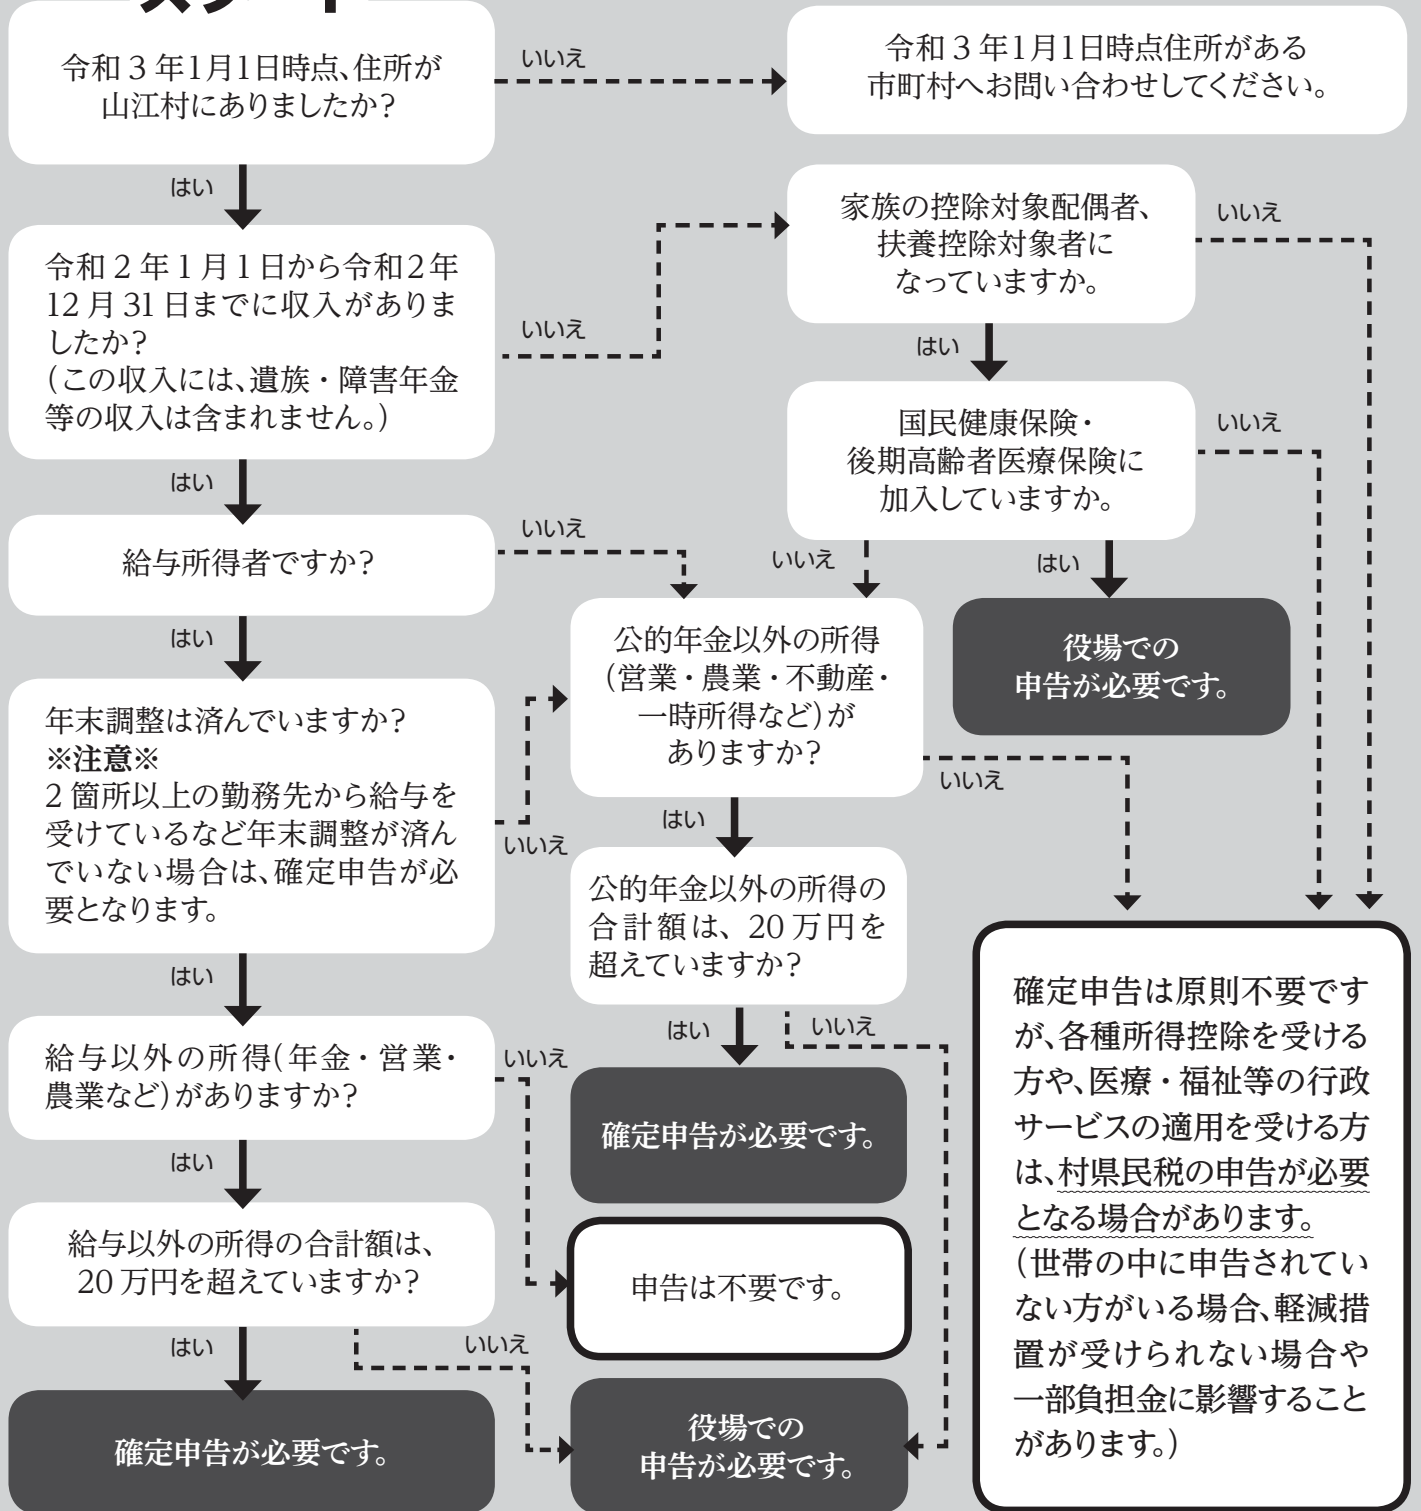 スタート
令和３年1月1日時点、住所が
山江村にありましたか？
いいえ
令和３年1月1日時点住所がある
市町村へお問い合わせしてください。
はい
令和２年１月１日から令和2年
12月31日までに収入がありま
したか？
（この収入には、遺族・障害年金
等の収入は含まれません。）
いいえ
家族の控除対象配偶者、
扶養控除対象者に
なっていますか。
いいえ
はい
国民健康保険・
後期高齢者医療保険に
加入していますか。
いいえ
いいえ
はい
役場での
申告が必要です。
はい
給与所得者ですか？
いいえ
はい
年末調整は済んでいますか？
※注意※
２箇所以上の勤務先から給与を
受けているなど年末調整が済ん
でいない場合は、確定申告が必
要となります。
いいえ
公的年金以外の所得
（営業・農業・不動産・
一時所得など）が
ありますか？
いいえ
はい
公的年金以外の所得の
合計額は、20万円を
超えていますか？
はい
いいえ
確定申告が必要です。
はい
給与以外の所得（年金・営業・
農業など）がありますか？
いいえ
申告は不要です。
はい
給与以外の所得の合計額は、
20万円を超えていますか？
はい
いいえ
確定申告が必要です。
役場での
申告が必要です。
確定申告は原則不要です
が、各種所得控除を受ける
方や、医療・福祉等の行政
サービスの適用を受ける方
は、村県民税の申告が必要
となる場合があります。
（世帯の中に申告されてい
ない方がいる場合、軽減措
置が受けられない場合や
一部負担金に影響すること
があります。）